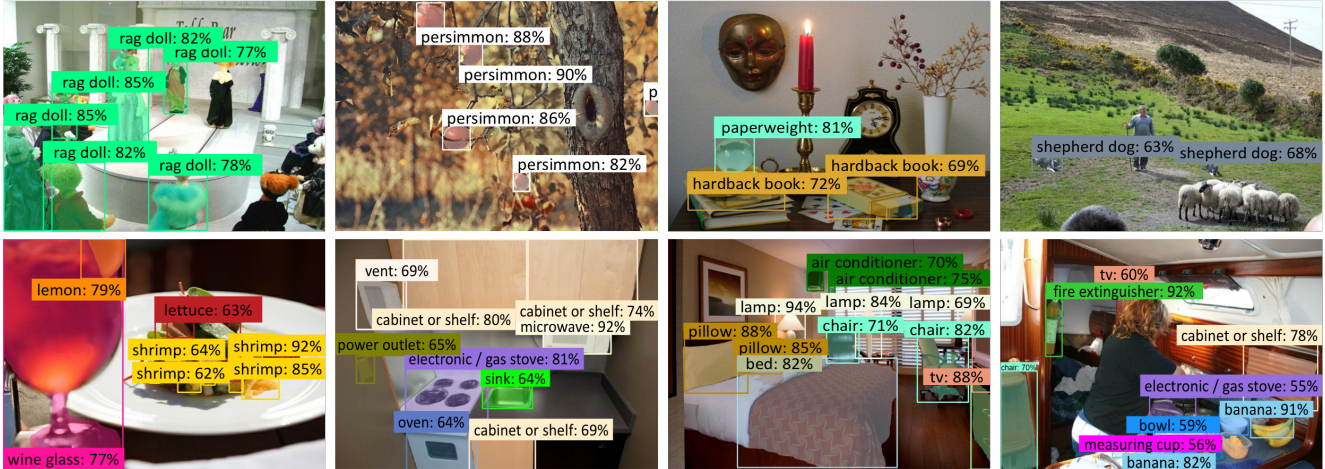 rag doll: 82%
rag doll: 77%
rag doll: 85%
rag doll: 85%
rag doll: 82%
rag doll: 78%
persimmon: 88%
persimmon: 90%
persimmon: 86%
persimmon: 82%
p
paperweight: 81%
hardback book: 69%
hardback book: 72%
shepherd dog: 63%
shepherd dog: 68%
lemon: 79%
lettuce: 63%
shrimp: 64%
shrimp: 92%
shrimp: 62%
shrimp: 85%
wine glass: 77%
vent: 69%
cabinet or shelf: 74%
cabinet or shelf: 80%
microwave: 92%
power outlet: 65%
electronic / gas stove: 81%
sink: 64%
oven: 64%
cabinet or shelf: 69%
air conditioner: 70%
air conditioner: 75%
lamp: 94%
lamp: 84%
lamp: 69%
pillow: 88%
chair: 71%
chair: 82%
pillow: 85%
bed: 82%
tv: 88%
tv: 60%
fire extinguisher: 92%
cabinet or shelf: 78%
chair: 70%
electronic / gas stove: 55%
banana: 91%
bowl: 59%
measuring cup: 56%
banana: 82%